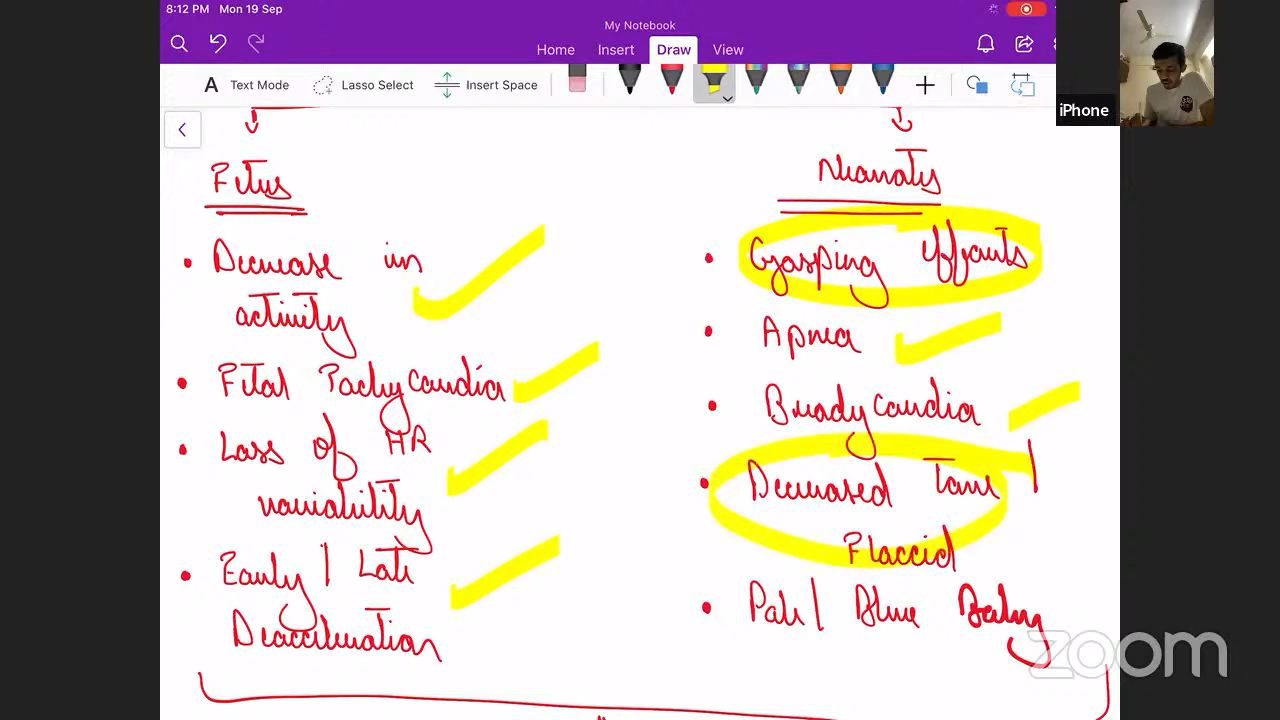 8:12 PM Mon 19 Sep
My Notebook
Home Insert Draw View
Text Mode Lasso Select Insert Space
iPhone
Fetus
• Decrease in
activity
• Fetal Tachycardia
• Loss of HR
variability
• Early / Late
Deacceleration
Neonates
• Gasping efforts
• Apnea
• Bradycardia
• Decreased Tone /
Flaccid
• Pale / Blue Baby
zoom